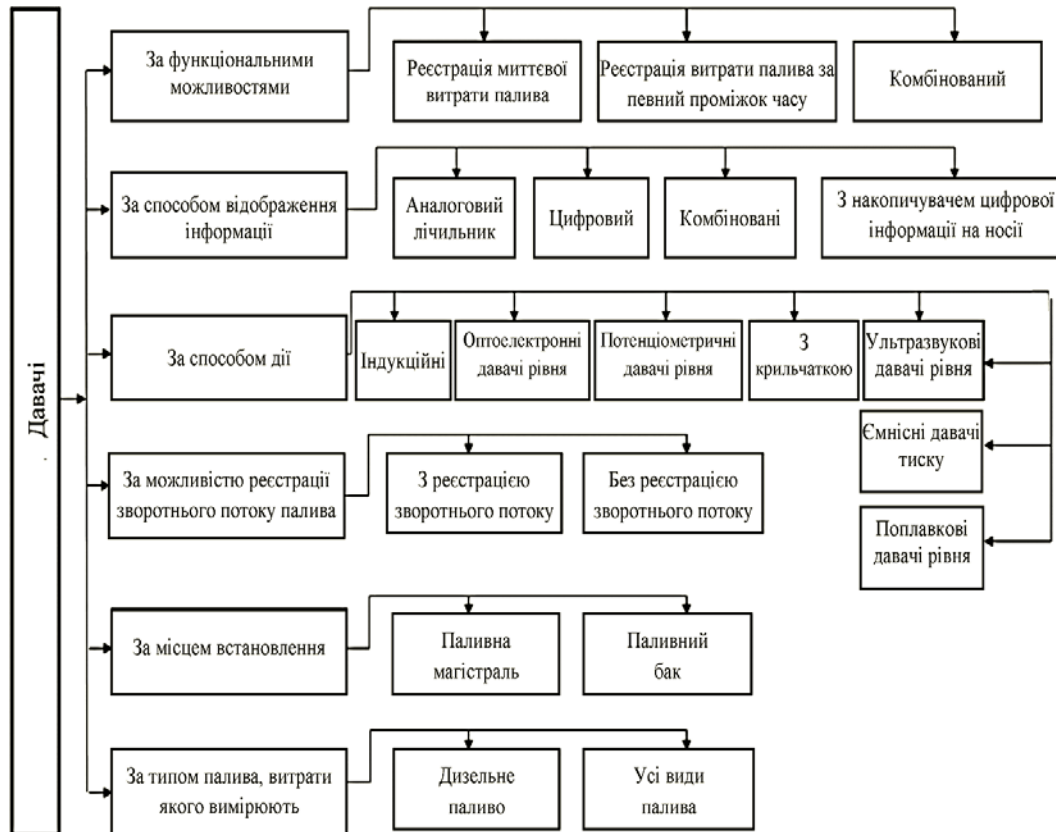 Давачі
За функціональними
можливостями
Реєстрація миттєвої
витрати палива
Реєстрація витрати палива за
певний проміжок часу
Комбінований
За способом відображення
інформації
Аналоговий
лічильник
Цифровий
Комбіновані
З накопичувачем цифрової
інформації на носії
За способом дії
Індукційні
Оптоелектронні
давачі рівня
Потенціометричні
давачі рівня
З
крильчаткою
Ультразвукові
давачі рівня
Ємнісні давачі
тиску
Поплавкові
давачі рівня
За можливістю реєстрації
зворотнього потоку палива
З реєстрацією
зворотнього потоку
Без реєстрацією
зворотнього потоку
За місцем встановлення
Паливна
магістраль
Паливний
бак
За типом палива, витрати
якого вимірюють
Дизельне
паливо
Усі види
палива